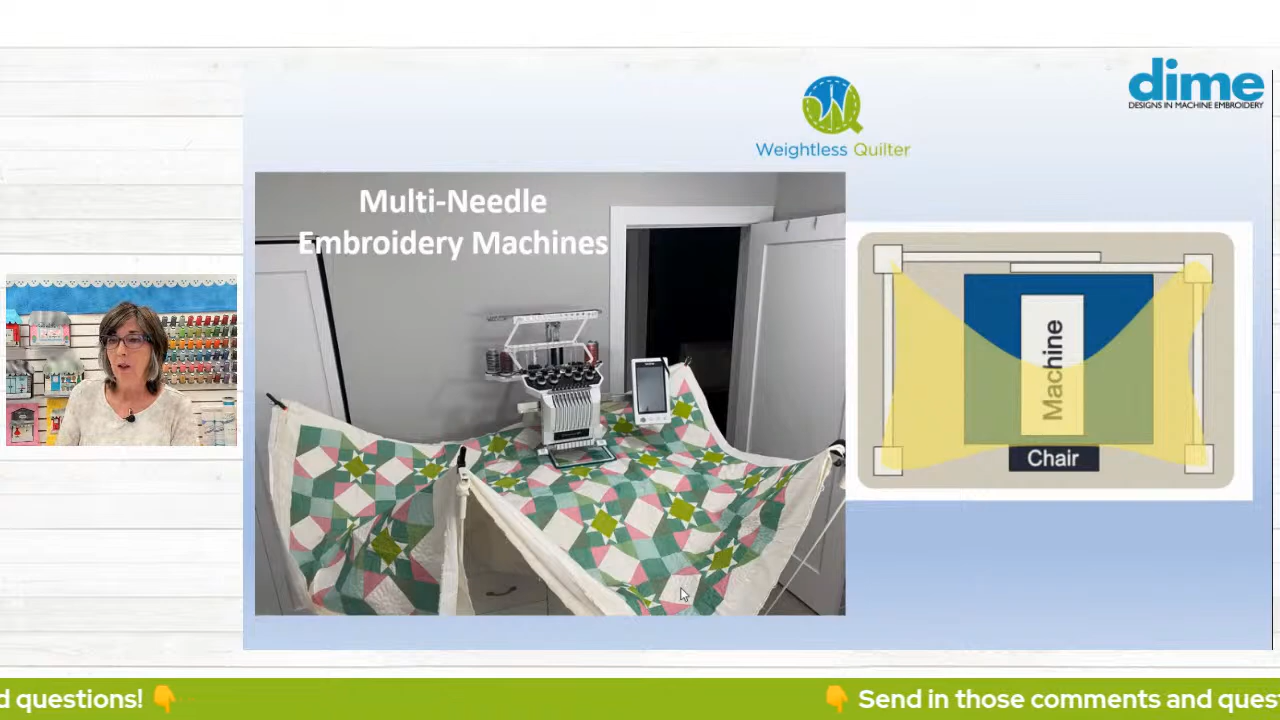 dime
DESIGNS IN MACHINE EMBROIDERY
Weightless Quilter
Multi-Needle
Embroidery Machines
Machine
Chair
d questions! 👇
👇 Send in those comments and quest